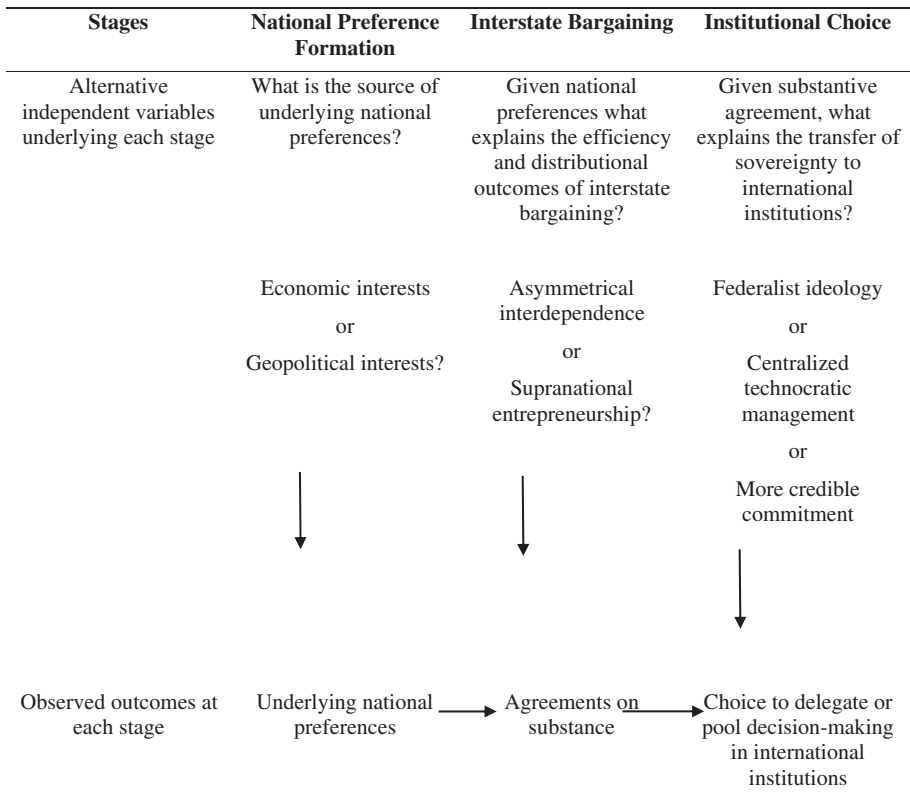 Stages
National Preference
Formation
Interstate Bargaining
Institutional Choice
Alternative
independent variables
underlying each stage
What is the source of
underlying national
preferences?
Given national
preferences what
explains the efficiency
and distributional
outcomes of interstate
bargaining?
Given substantive
agreement, what
explains the transfer of
sovereignty to
international
institutions?
Economic interests
or
Geopolitical interests?
Asymmetrical
interdependence
or
Supranational
entrepreneurship?
Federalist ideology
or
Centralized
technocratic
management
or
More credible
commitment
Observed outcomes at
each stage
Underlying national
preferences
Agreements on
substance
Choice to delegate or
pool decision-making
in international
institutions